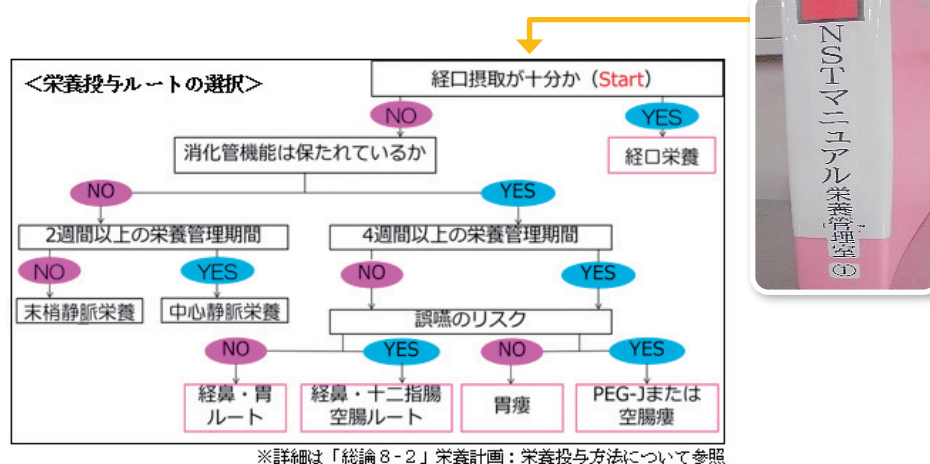 <栄養投与ルートの選択>
経口摂取が十分か（Start）
NO
YES
消化管機能は保たれているか
経口栄養
NO
YES
2週間以上の栄養管理期間
4週間以上の栄養管理期間
NO
YES
NO
YES
末梢静脈栄養
中心静脈栄養
誤嚥のリスク
NO
YES
NO
YES
経鼻・胃
ルート
経鼻・十二指腸
空腸ルート
胃瘻
PEG-Jまたは
空腸瘻
※詳細は「総論８-２」栄養計画：栄養投与方法について参照
NSTマニュアル栄養管理室①